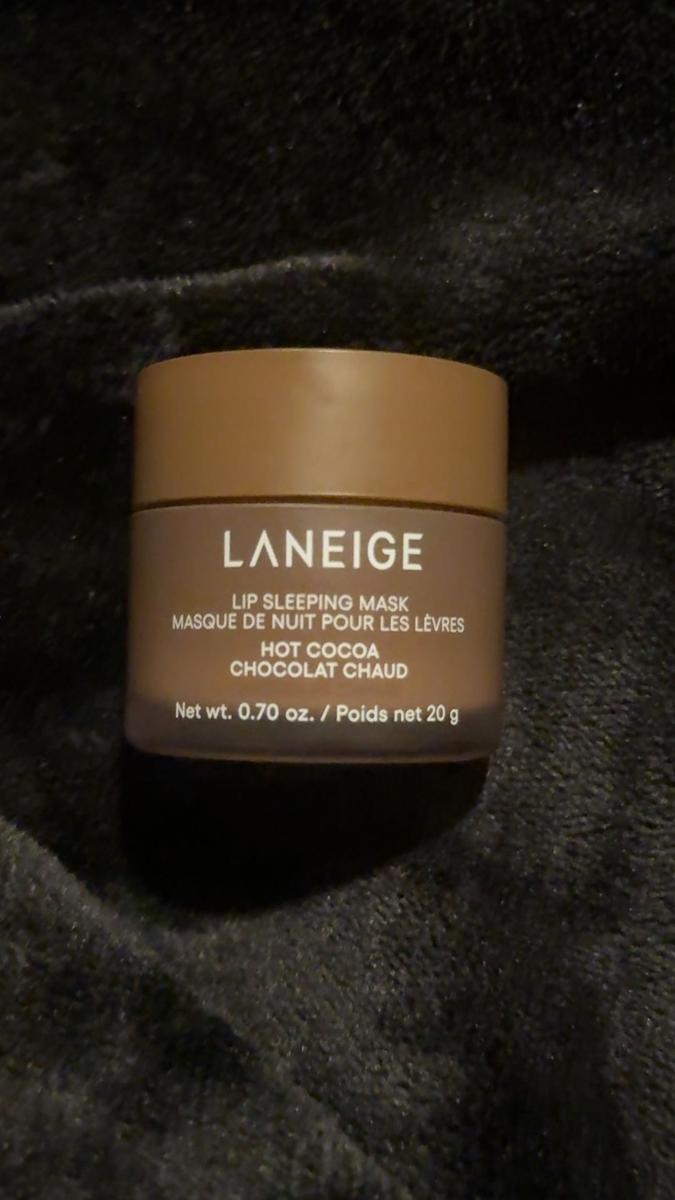 LANEIGE
LIP SLEEPING MASK
MASQUE DE NUIT POUR LES LÈVRES
HOT COCOA
CHOCOLAT CHAUD
Net wt. 0.70 oz. / Poids net 20 g